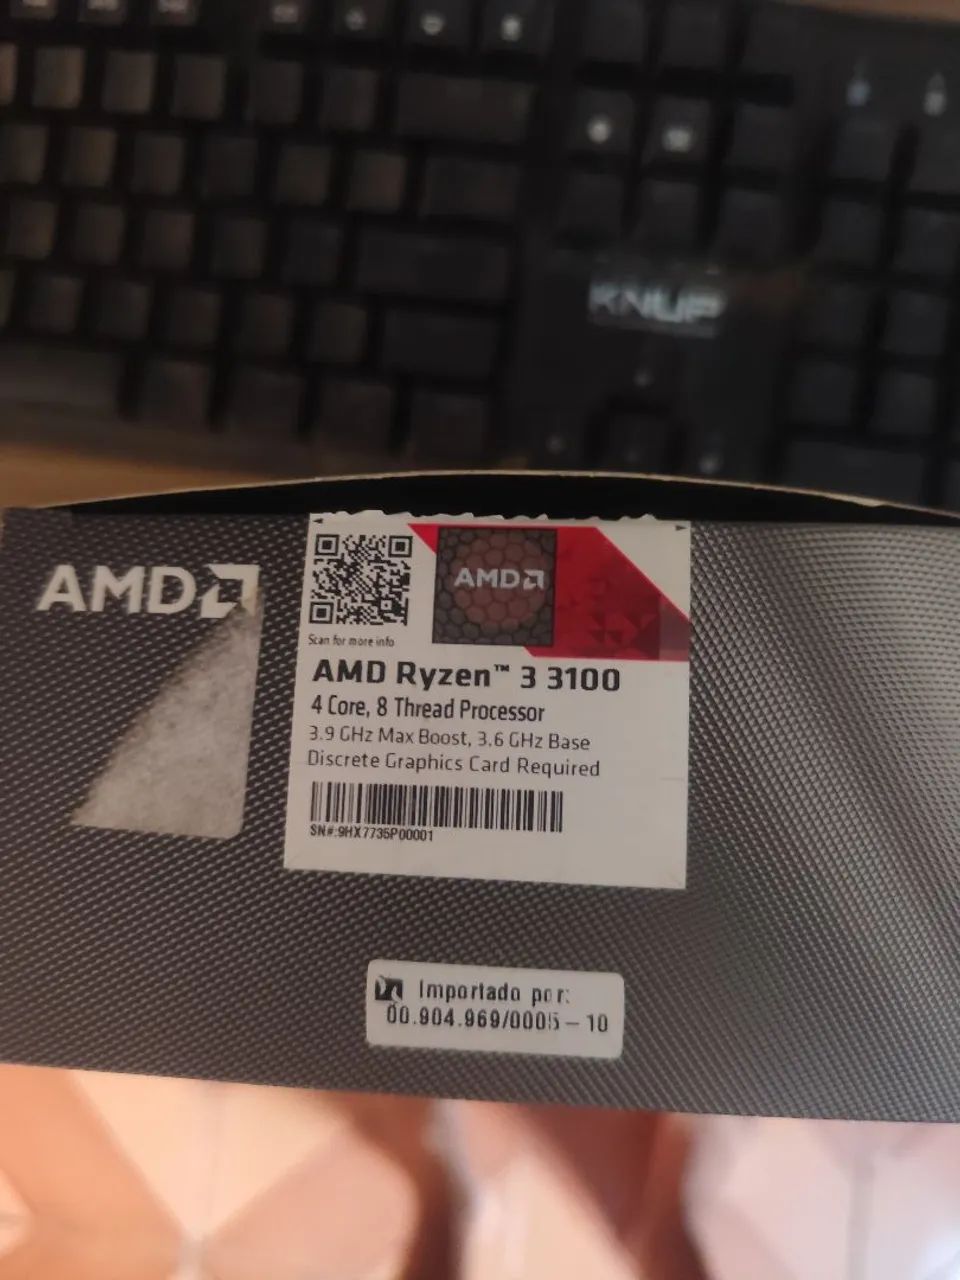 KNUP
AMD
AMD
Scan for more info
AMD Ryzen™ 3 3100
4 Core, 8 Thread Processor
3.9 GHz Max Boost, 3.6 GHz Base
Discrete Graphics Card Required
SN#:9HX7735P00001
Importado por:
00.904.969/0005-10